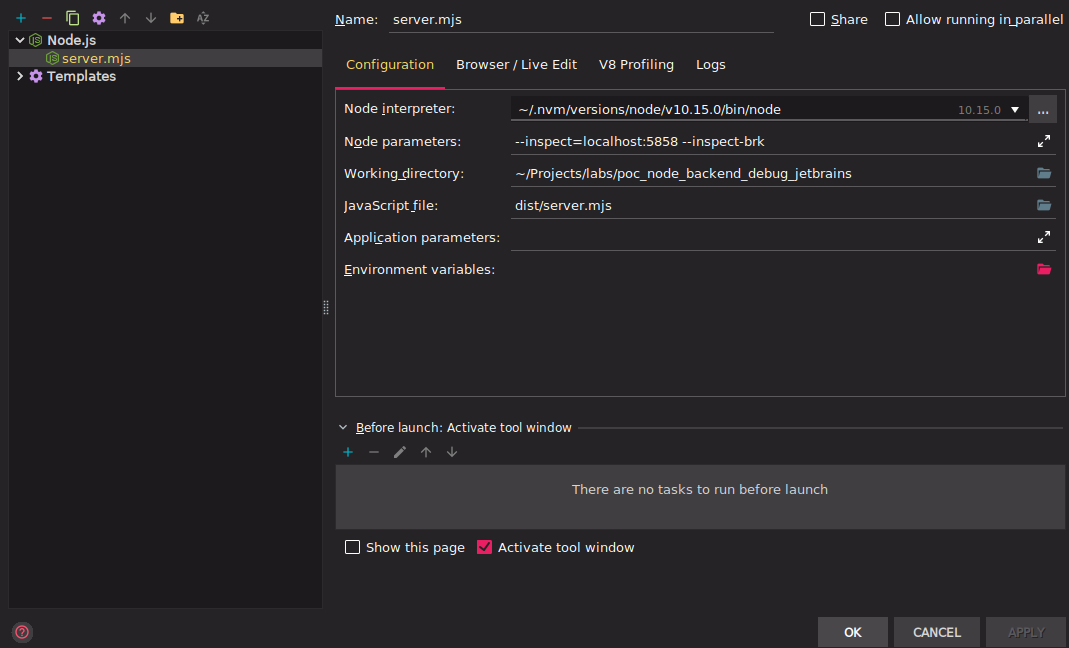 Name: server.mjs Share Allow running in parallel
Node.js
server.mjs
Templates
Configuration Browser / Live Edit V8 Profiling Logs
Node interpreter: ~/.nvm/versions/node/v10.15.0/bin/node 10.15.0 ...
Node parameters: --inspect=localhost:5858 --inspect-brk
Working directory: ~/Projects/labs/poc_node_backend_debug_jetbrains
JavaScript file: dist/server.mjs
Application parameters:
Environment variables:
Before launch: Activate tool window
There are no tasks to run before launch
Show this page Activate tool window
OK CANCEL APPLY